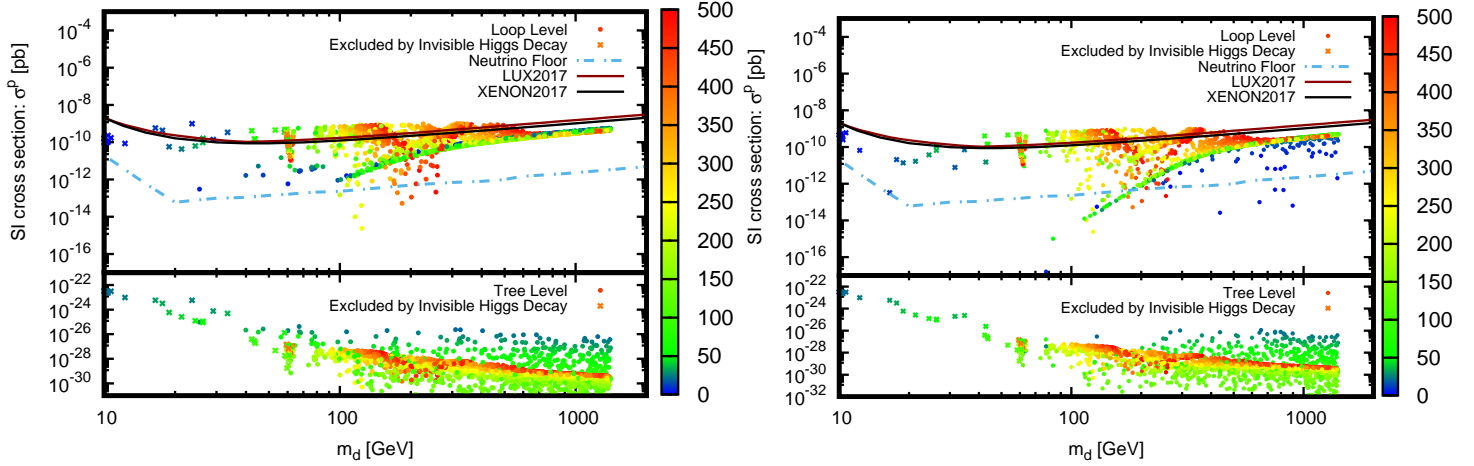 SI cross section: σᵖ [pb]
10⁻⁴
10⁻⁶
10⁻⁸
10⁻¹⁰
10⁻¹²
10⁻¹⁴
10⁻¹⁶
Loop Level
Excluded by Invisible Higgs Decay
Neutrino Floor
LUX2017
XENON2017
10⁻²²
10⁻²⁴
10⁻²⁶
10⁻²⁸
10⁻³⁰
Tree Level
Excluded by Invisible Higgs Decay
10 100 1000
m_d [GeV]
500
450
400
350
300
250
200
150
100
50
0
SI cross section: σᵖ [pb]
10⁻⁴
10⁻⁶
10⁻⁸
10⁻¹⁰
10⁻¹²
10⁻¹⁴
10⁻¹⁶
Loop Level
Excluded by Invisible Higgs Decay
Neutrino Floor
LUX2017
XENON2017
10⁻²²
10⁻²⁴
10⁻²⁶
10⁻²⁸
10⁻³⁰
10⁻³²
Tree Level
Excluded by Invisible Higgs Decay
10 100 1000
m_d [GeV]
500
450
400
350
300
250
200
150
100
50
0